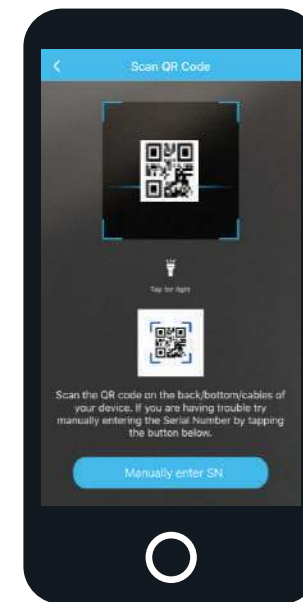 Scan QR Code
Tap for light
Scan the QR code on the back/bottom/cables of
your device. If you are having trouble try
manually entering the Serial Number by tapping
the button below.
Manually enter SN